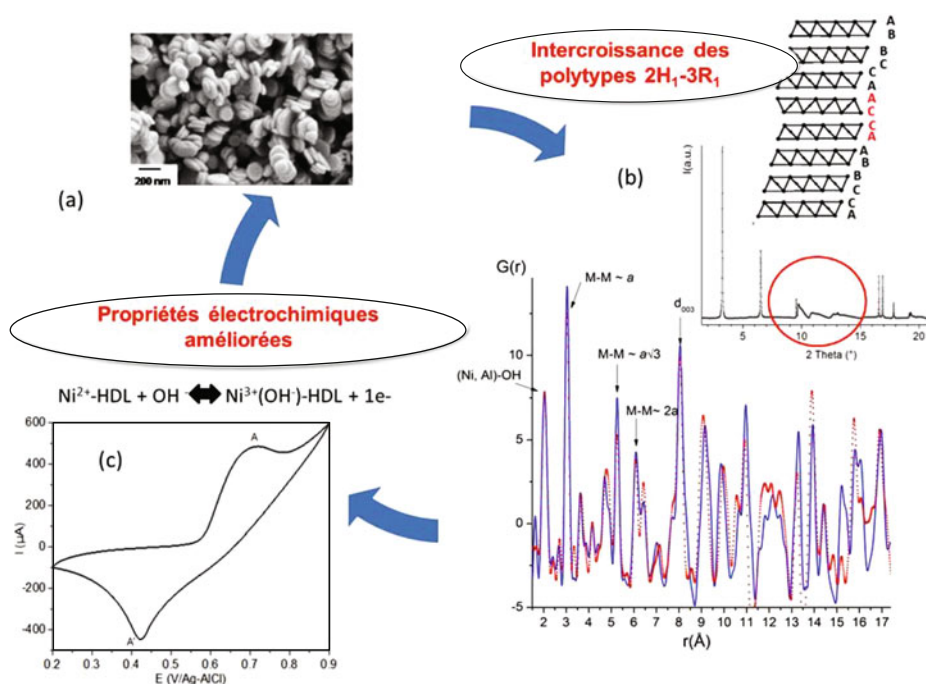 Intercroissance des
polytypes 2H₁-3R₁
A
B
B
C
C
A
A
C
C
A
A
B
B
C
C
A
200 nm
(a)
(b)
I(a.u.)
5 10 15 20
2 Theta (°)
Propriétés électrochimiques
améliorées
Ni²⁺-HDL + OH⁻ Ni³⁺(OH⁻)-HDL + 1e-
(c)
I (µA)
600
400
200
0
-200
-400
A
A'
0.2 0.3 0.4 0.5 0.6 0.7 0.8 0.9
E (V/Ag-AlCl)
G(r)
M-M ~ a
d₀₀₃
M-M ~ a√3
(Ni, Al)-OH
M-M~ 2a
10
5
0
-5
2 3 4 5 6 7 8 9 10 11 12 13 14 15 16 17
r(Å)